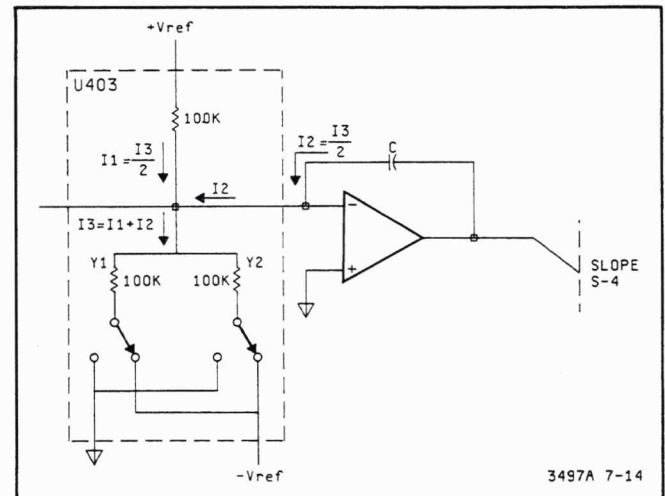 +Vref
U403
100K
I1=I3/2
I2=I3/2
C
I2
I3=I1+I2
−
+
Y1
Y2
100K
100K
SLOPE
S-4
-Vref
3497A 7-14